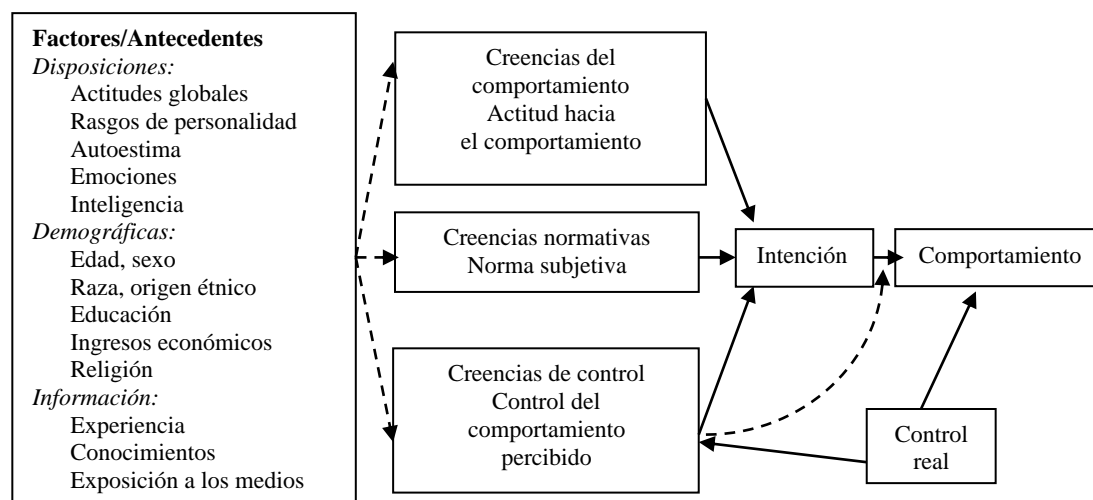 Factores/Antecedentes
Disposiciones:
Actitudes globales
Rasgos de personalidad
Autoestima
Emociones
Inteligencia
Demográficas:
Edad, sexo
Raza, origen étnico
Educación
Ingresos económicos
Religión
Información:
Experiencia
Conocimientos
Exposición a los medios
Creencias del
comportamiento
Actitud hacia
el comportamiento
Creencias normativas
Norma subjetiva
Creencias de control
Control del
comportamiento
percibido
Intención
Comportamiento
Control
real